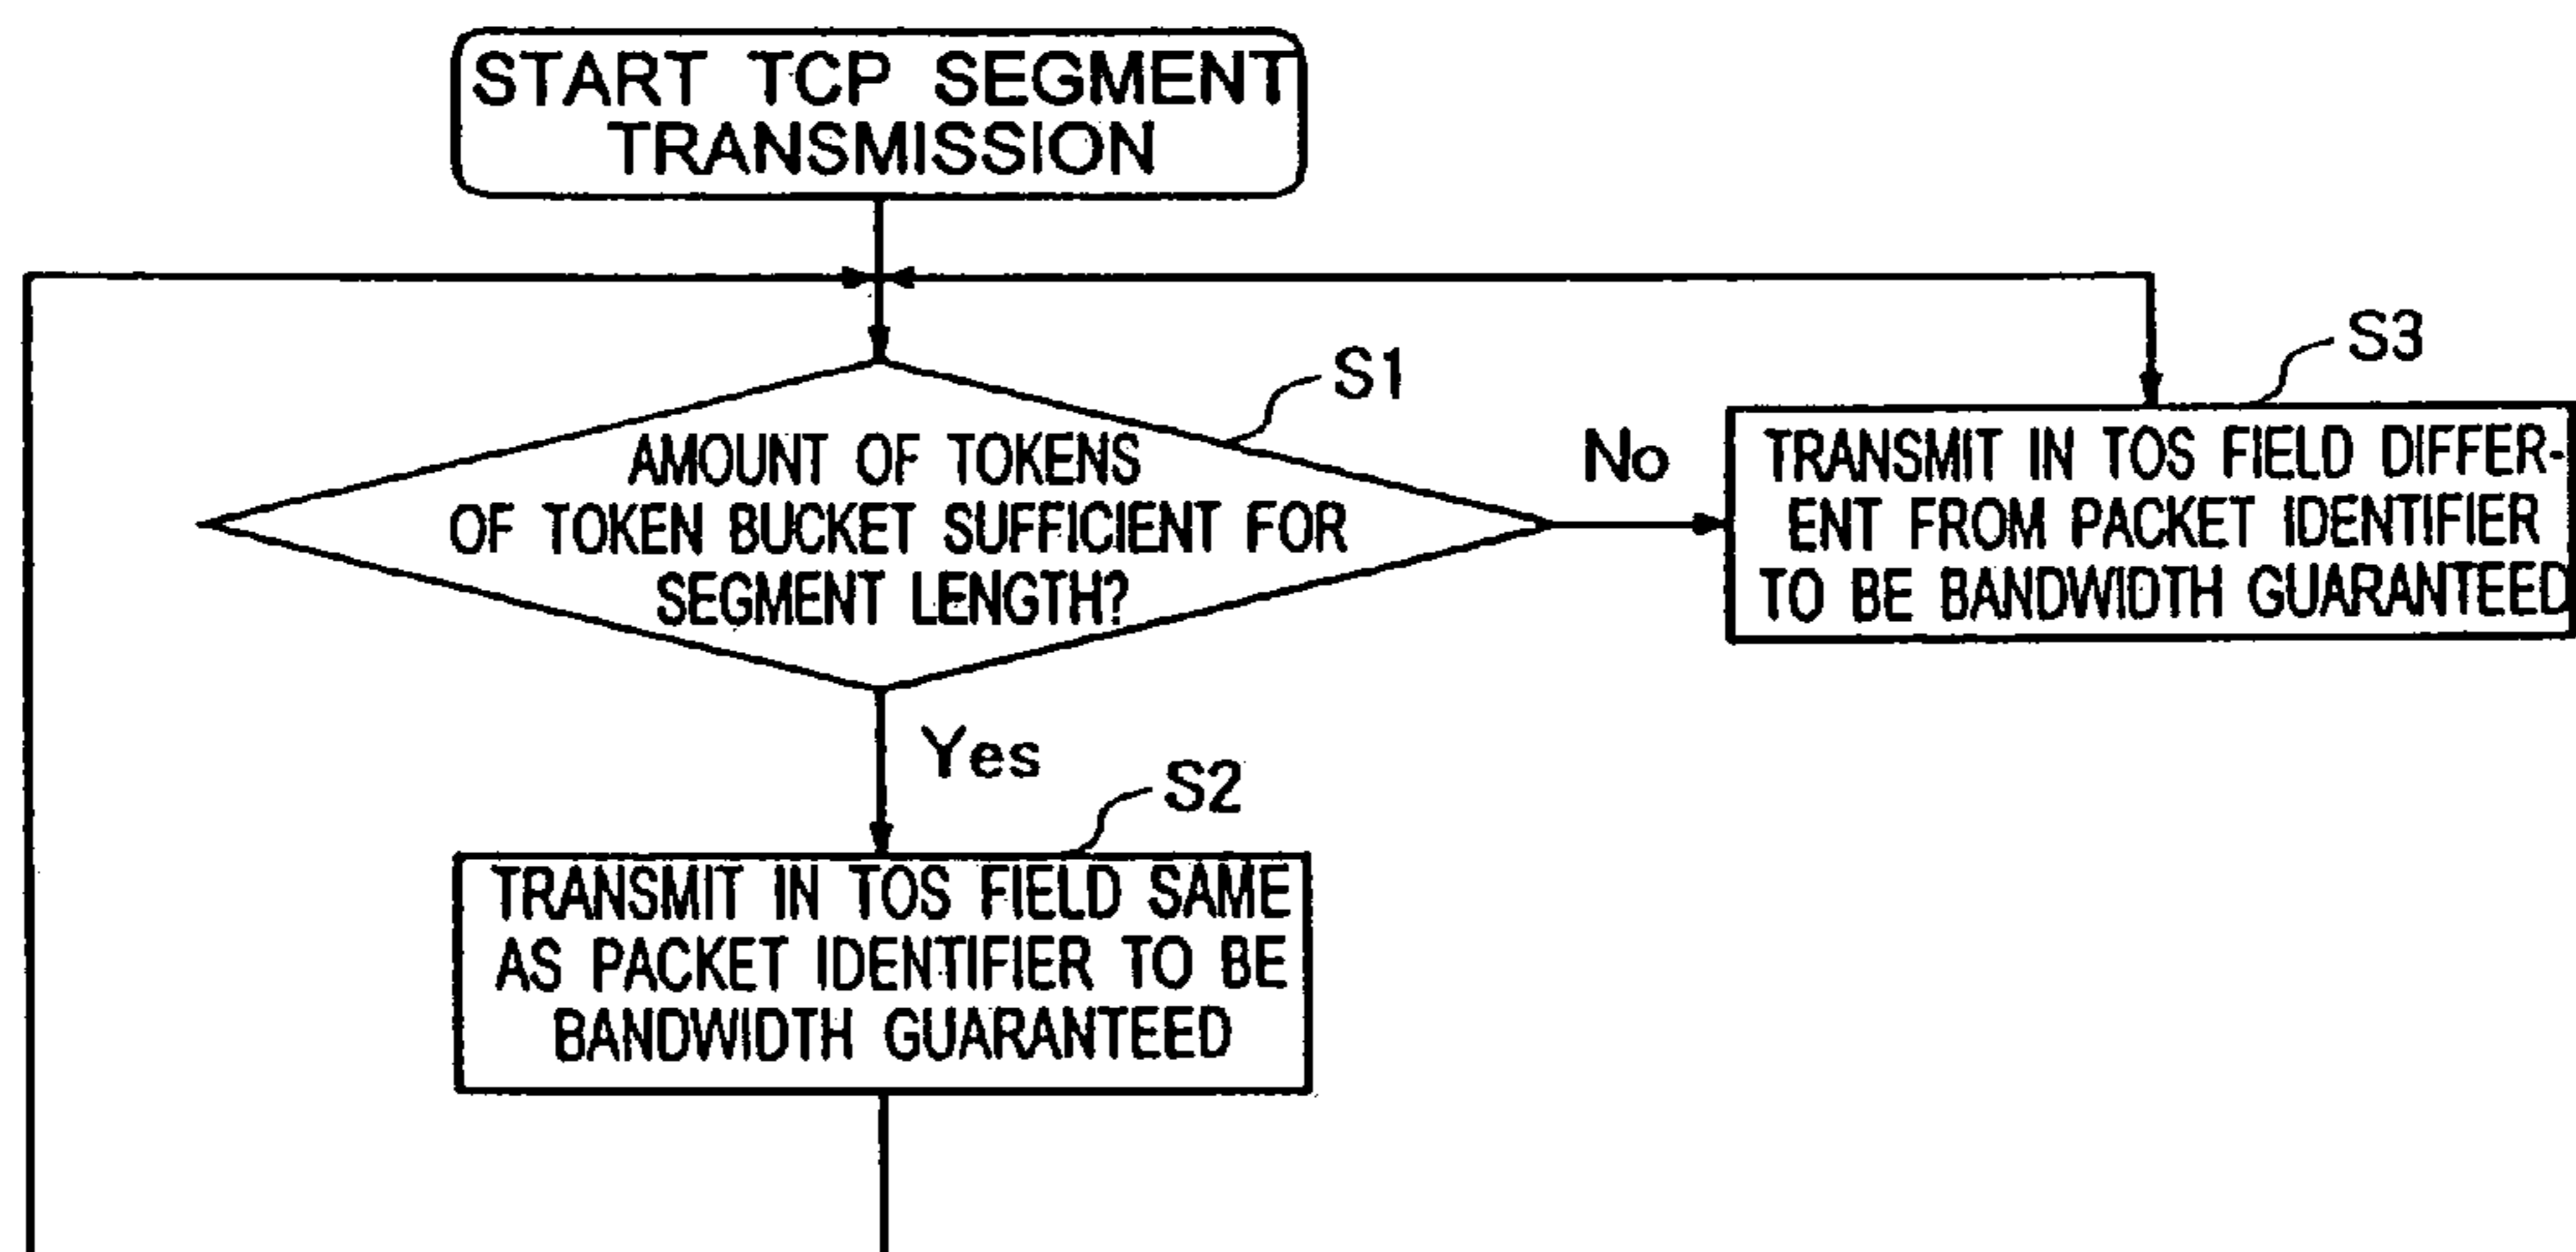 START TCP SEGMENT
TRANSMISSION
S1
S3
AMOUNT OF TOKENS
OF TOKEN BUCKET SUFFICIENT FOR
SEGMENT LENGTH?
No
TRANSMIT IN TOS FIELD DIFFER-
ENT FROM PACKET IDENTIFIER
TO BE BANDWIDTH GUARANTEED
Yes
S2
TRANSMIT IN TOS FIELD SAME
AS PACKET IDENTIFIER TO BE
BANDWIDTH GUARANTEED